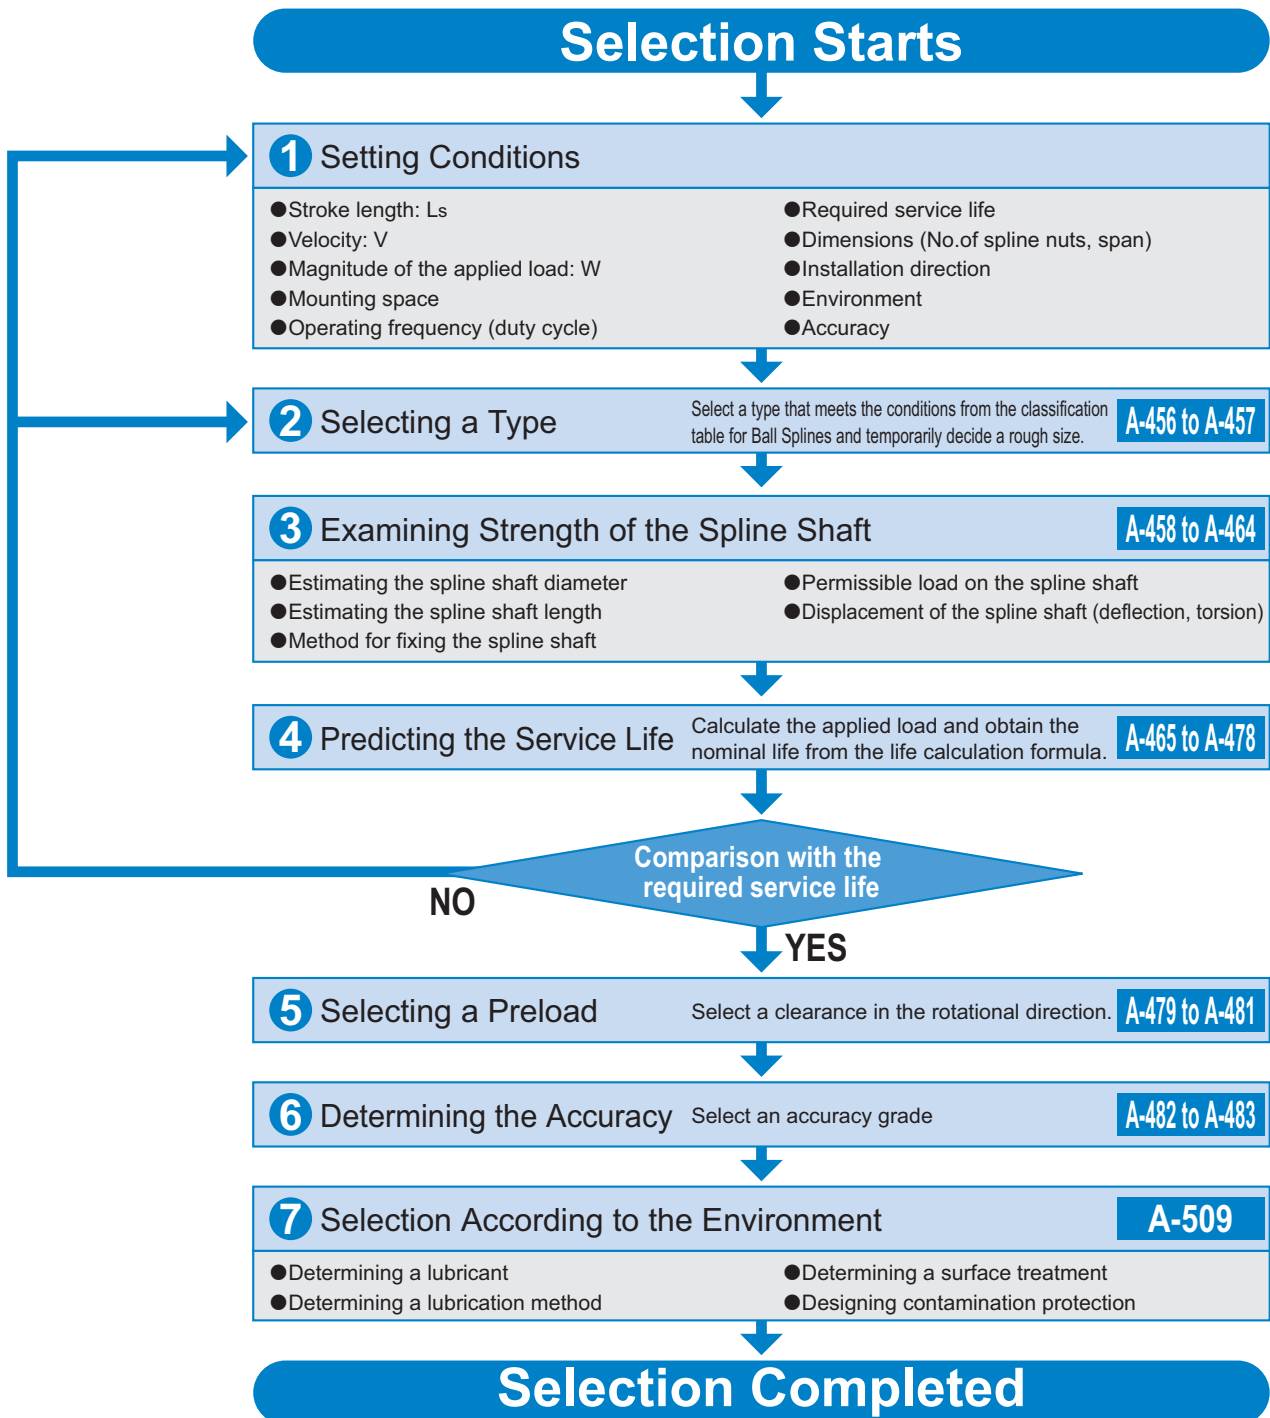 Selection Starts
1 Setting Conditions
●Stroke length: Ls
●Velocity: V
●Magnitude of the applied load: W
●Mounting space
●Operating frequency (duty cycle)
●Required service life
●Dimensions (No.of spline nuts, span)
●Installation direction
●Environment
●Accuracy
2 Selecting a Type
Select a type that meets the conditions from the classification
table for Ball Splines and temporarily decide a rough size.
A-456 to A-457
3 Examining Strength of the Spline Shaft
A-458 to A-464
●Estimating the spline shaft diameter
●Estimating the spline shaft length
●Method for fixing the spline shaft
●Permissible load on the spline shaft
●Displacement of the spline shaft (deflection, torsion)
4 Predicting the Service Life
Calculate the applied load and obtain the
nominal life from the life calculation formula.
A-465 to A-478
Comparison with the
required service life
NO
YES
5 Selecting a Preload
Select a clearance in the rotational direction.
A-479 to A-481
6 Determining the Accuracy
Select an accuracy grade
A-482 to A-483
7 Selection According to the Environment
A-509
●Determining a lubricant
●Determining a lubrication method
●Determining a surface treatment
●Designing contamination protection
Selection Completed